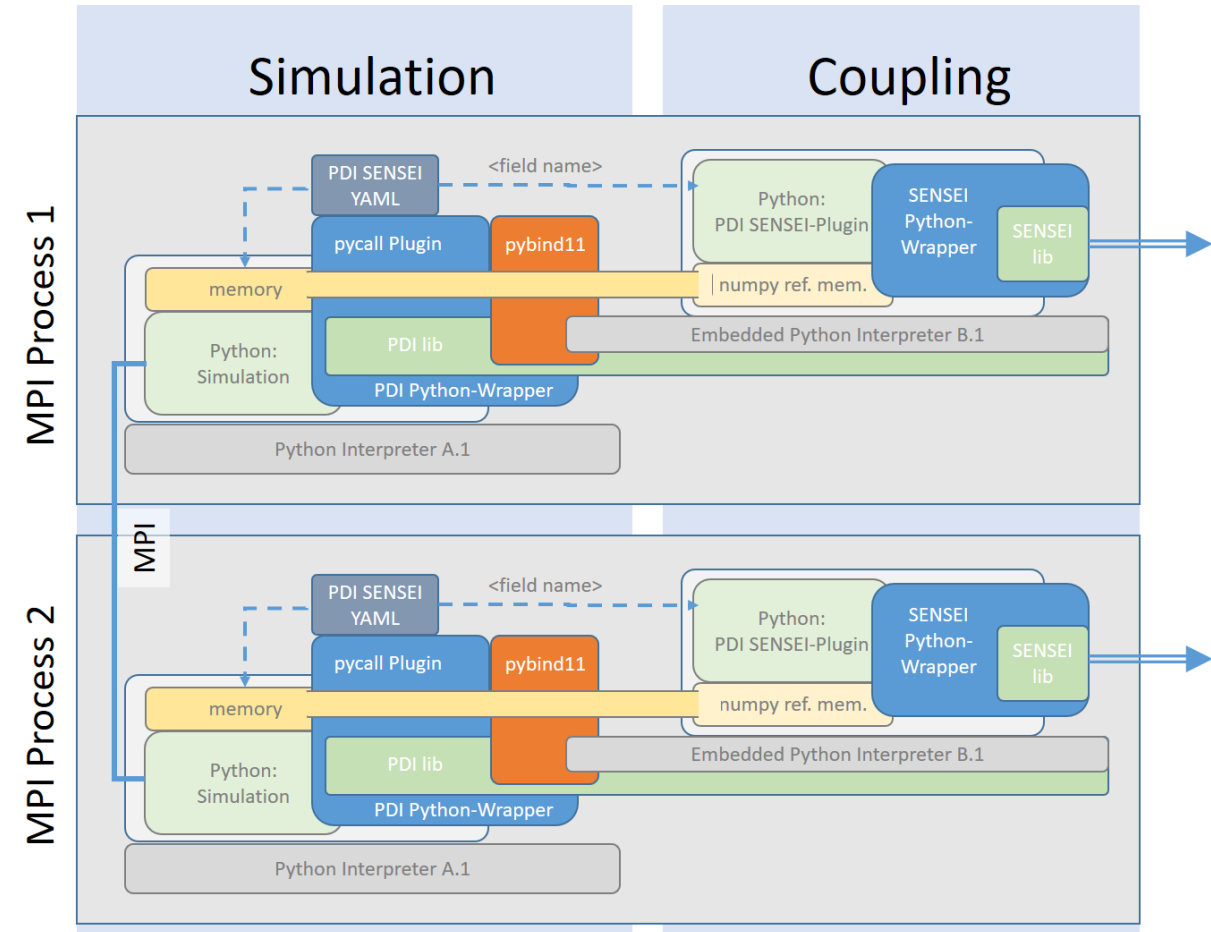 Simulation
Coupling
MPI Process 1
PDI SENSEI
YAML
<field name>
pycall Plugin
pybind11
Python:
PDI SENSEI-Plugin
SENSEI
Python-
Wrapper
SENSEI
lib
memory
numpy ref. mem.
Python:
Simulation
PDI lib
Embedded Python Interpreter B.1
PDI Python-Wrapper
Python Interpreter A.1
MPI
MPI Process 2
PDI SENSEI
YAML
<field name>
pycall Plugin
pybind11
Python:
PDI SENSEI-Plugin
SENSEI
Python-
Wrapper
SENSEI
lib
memory
numpy ref. mem.
Python:
Simulation
PDI lib
Embedded Python Interpreter B.1
PDI Python-Wrapper
Python Interpreter A.1